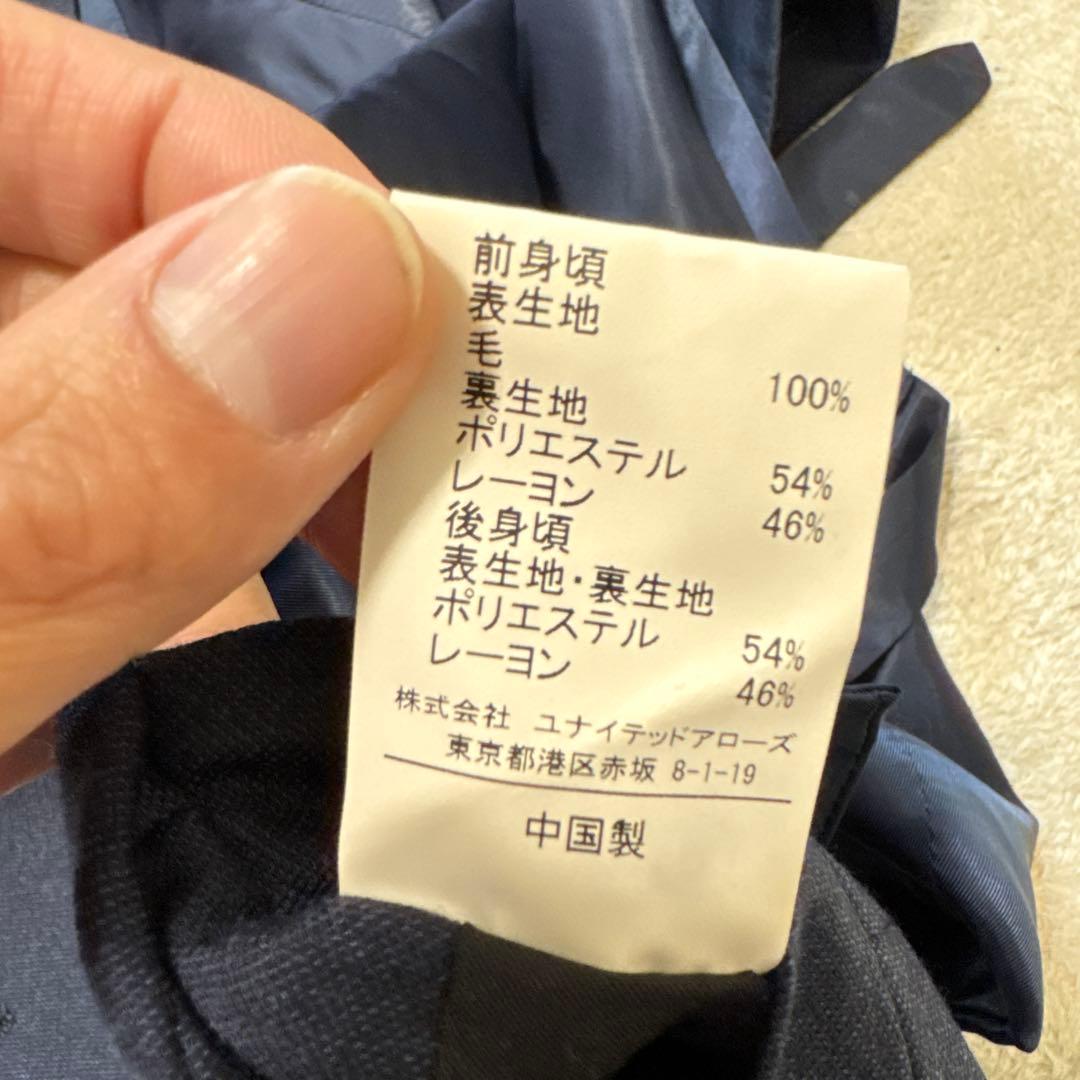 前身頃
表生地
毛 100%
裏生地
ポリエステル 54%
レーヨン 46%
後身頃
表生地・裏生地
ポリエステル 54%
レーヨン 46%
株式会社 ユナイテッドアローズ
東京都港区赤坂 8-1-19
中国製